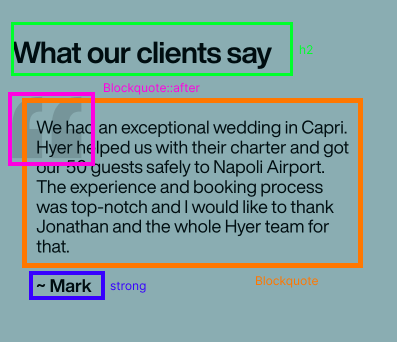 What our clients say
h2
Blockquote::after
“
We had an exceptional wedding in Capri.
Hyer helped us with their charter and got
our 50 guests safely to Napoli Airport.
The experience and booking process
was top-notch and I would like to thank
Jonathan and the whole Hyer team for
that.
~ Mark
strong
Blockquote